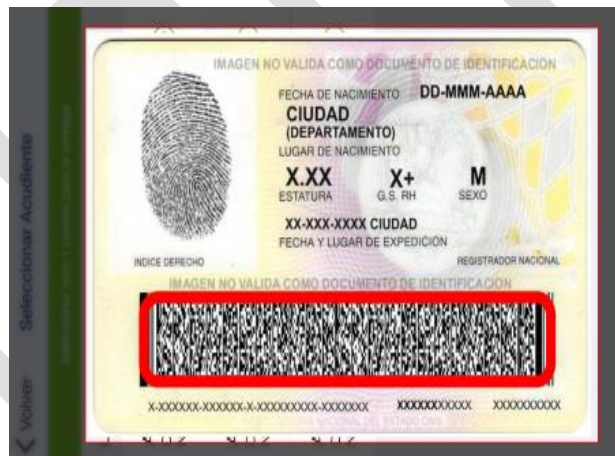 IMAGEN NO VALIDA COMO DOCUMENTO DE IDENTIFICACION
FECHA DE NACIMIENTO DD-MMM-AAAA
CIUDAD
(DEPARTAMENTO)
LUGAR DE NACIMIENTO
X.XX X+ M
ESTATURA G.S. RH SEXO
XX-XXX-XXXX CIUDAD
FECHA Y LUGAR DE EXPEDICIÓN
INDICE DERECHO REGISTRADOR NACIONAL
IMAGEN NO VALIDA COMO DOCUMENTO DE IDENTIFICACION
X-XXXXXX-XXXXXX-X-XXXXXXXXX-XXXXXXX XXXXXXXXXXX XXXXXXXXXX
Volver Seleccionar Acudiente